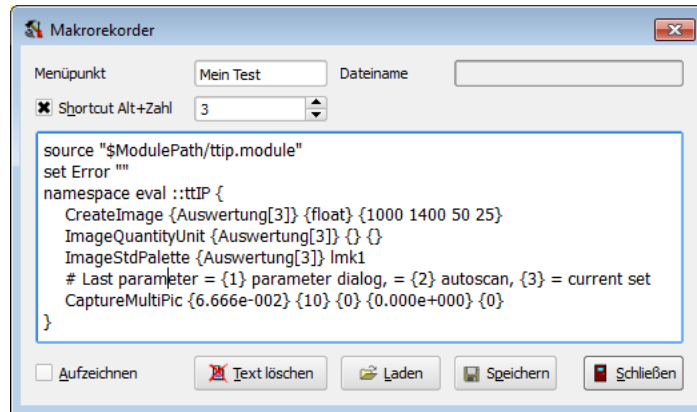 Makrorekorder
Menüpunkt Mein Test Dateiname
Shortcut Alt+Zahl 3
source "$ModulePath/ttip.module"
set Error ""
namespace eval ::ttIP {
CreateImage {Auswertung[3]} {float} {1000 1400 50 25}
ImageQuantityUnit {Auswertung[3]} {} {}
ImageStdPalette {Auswertung[3]} lmk1
# Last parameter = {1} parameter dialog, = {2} autoscan, {3} = current set
CaptureMultiPic {6.666e-002} {10} {0} {0.000e+000} {0}
}
Aufzeichnen Text löschen Laden Speichern Schließen